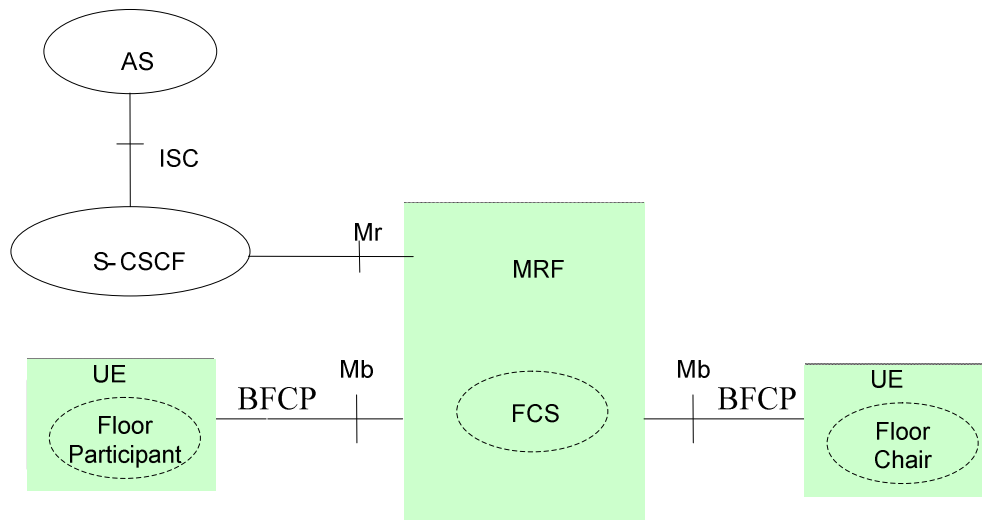 AS
ISC
S-CSCF
Mr
MRF
UE
Floor
Participant
BFCP
Mb
FCS
Mb
BFCP
UE
Floor
Chair